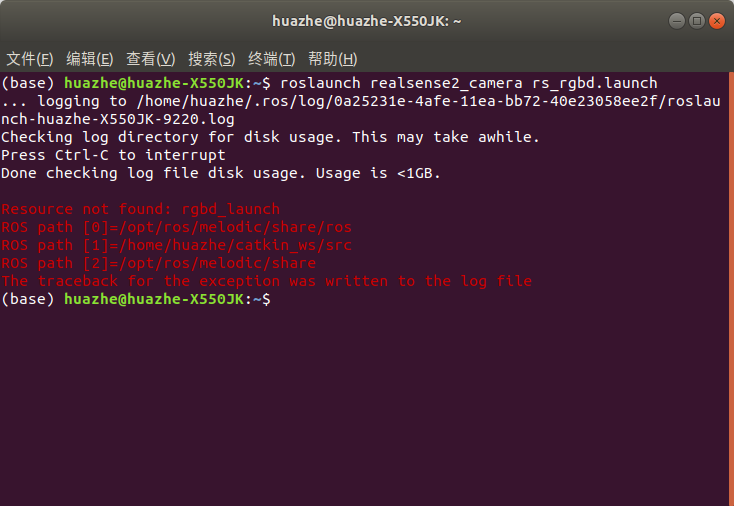 huazhe@huazhe-X550JK: ~
文件(F) 编辑(E) 查看(V) 搜索(S) 终端(T) 帮助(H)
(base) huazhe@huazhe-X550JK:~$ roslaunch realsense2_camera rs_rgbd.launch
... logging to /home/huazhe/.ros/log/0a25231e-4afe-11ea-bb72-40e23058ee2f/roslau
nch-huazhe-X550JK-9220.log
Checking log directory for disk usage. This may take awhile.
Press Ctrl-C to interrupt
Done checking log file disk usage. Usage is <1GB.
Resource not found: rgbd_launch
ROS path [0]=/opt/ros/melodic/share/ros
ROS path [1]=/home/huazhe/catkin_ws/src
ROS path [2]=/opt/ros/melodic/share
The traceback for the exception was written to the log file
(base) huazhe@huazhe-X550JK:~$